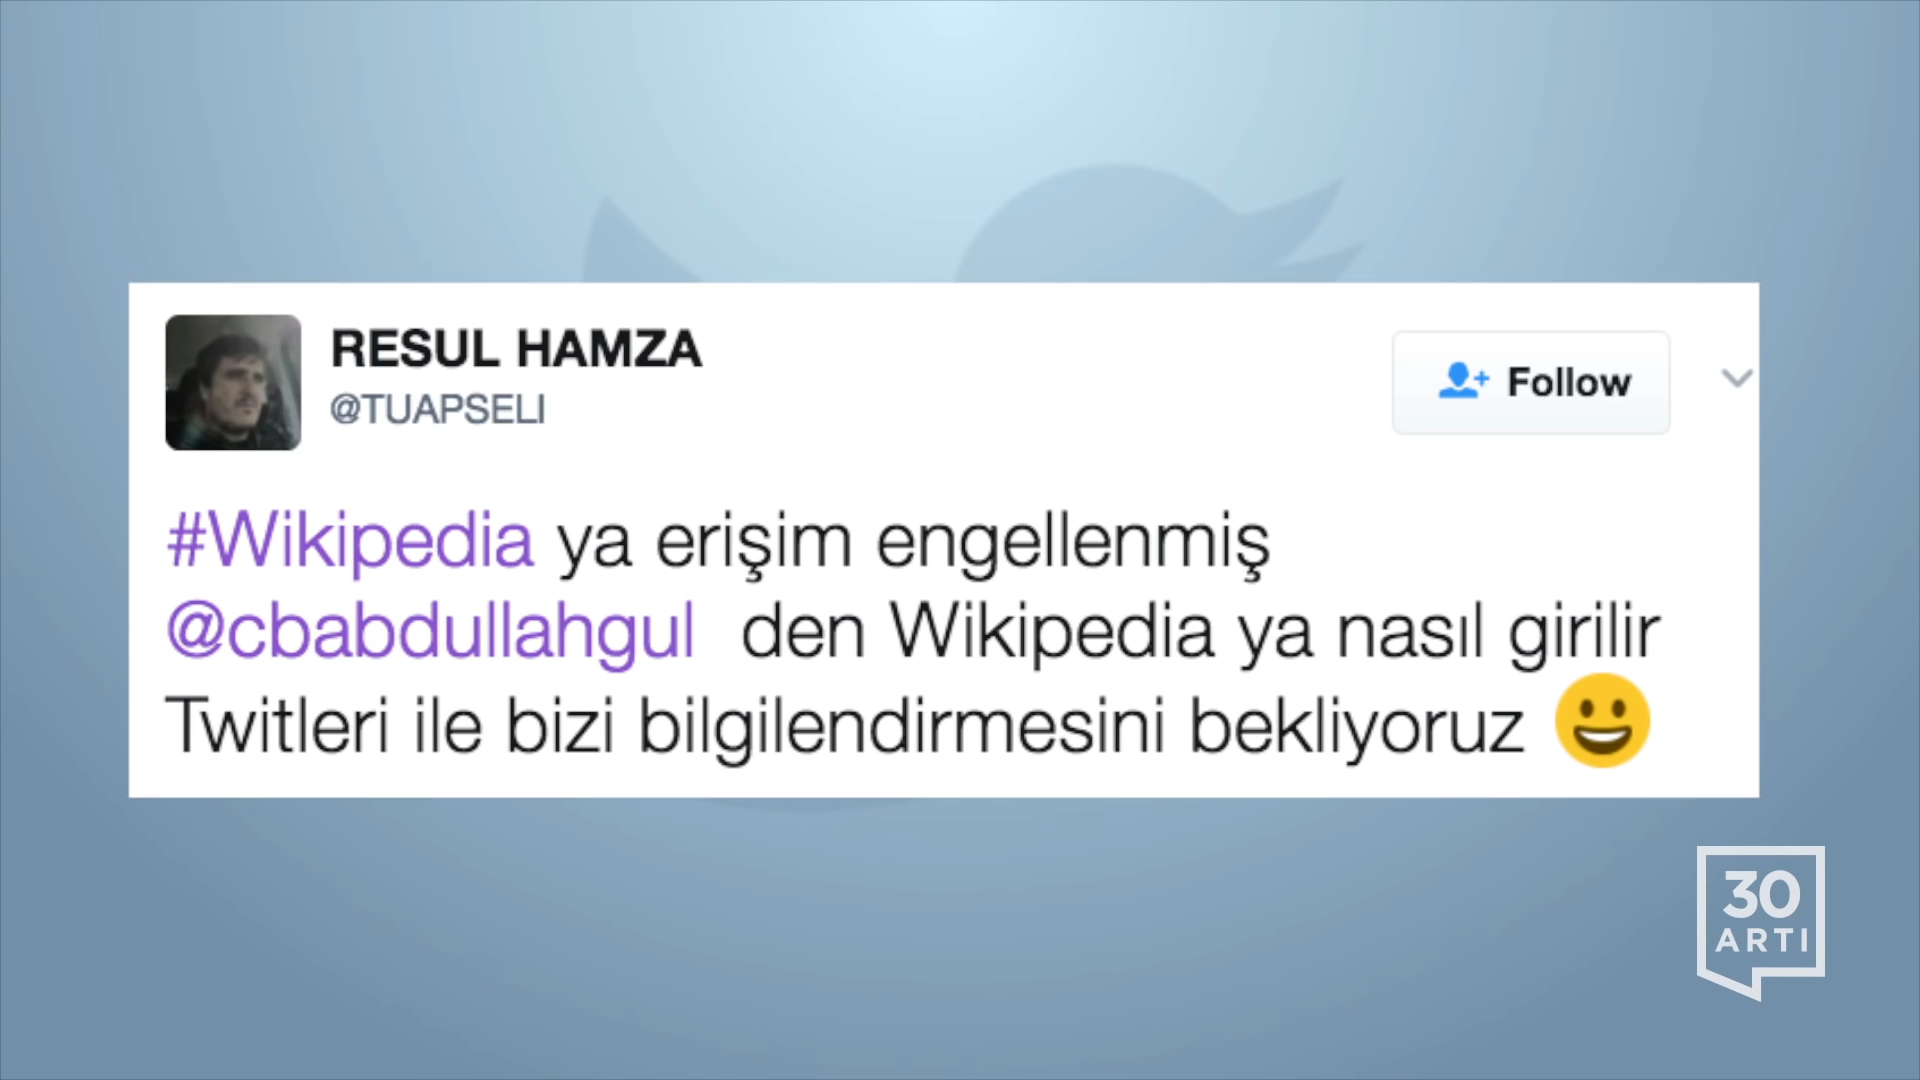 RESUL HAMZA
@TUAPSELI
Follow
#Wikipedia ya erişim engellenmiş
@cbabdullahgul den Wikipedia ya nasıl girilir
Twitleri ile bizi bilgilendirmesini bekliyoruz 😀
30
ARTI